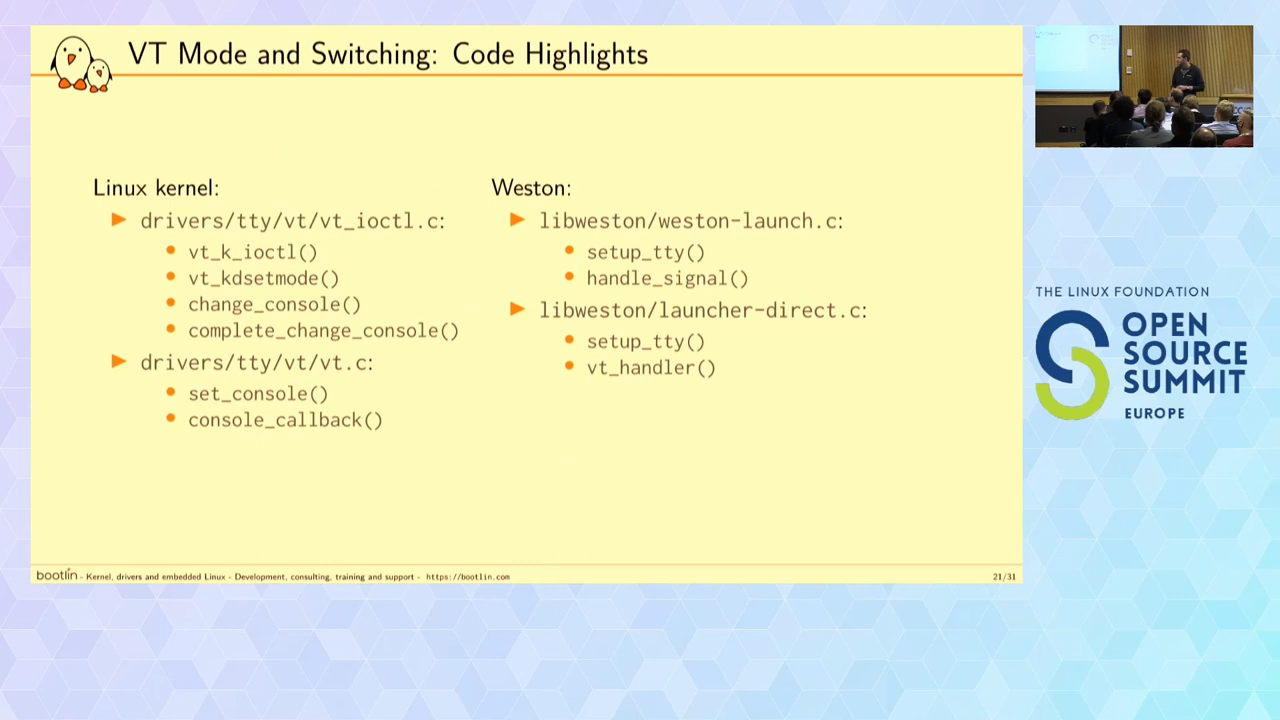 VT Mode and Switching: Code Highlights
Linux kernel:
drivers/tty/vt/vt_ioctl.c:
vt_k_ioctl()
vt_kdsetmode()
change_console()
complete_change_console()
drivers/tty/vt/vt.c:
set_console()
console_callback()
Weston:
libweston/weston-launch.c:
setup_tty()
handle_signal()
libweston/launcher-direct.c:
setup_tty()
vt_handler()
bootlin - Kernel, drivers and embedded Linux - Development, consulting, training and support - https://bootlin.com
21/31
THE LINUX FOUNDATION
OPEN
SOURCE
SUMMIT
EUROPE